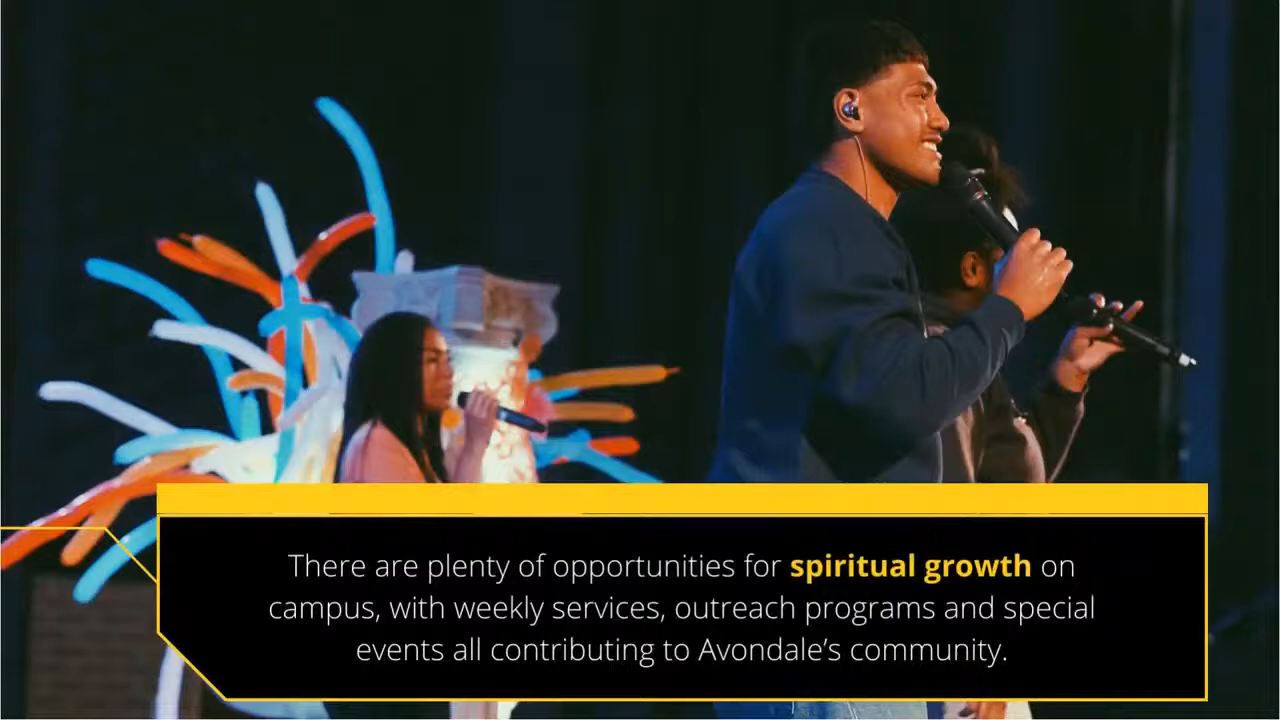 There are plenty of opportunities for spiritual growth on
campus, with weekly services, outreach programs and special
events all contributing to Avondale’s community.